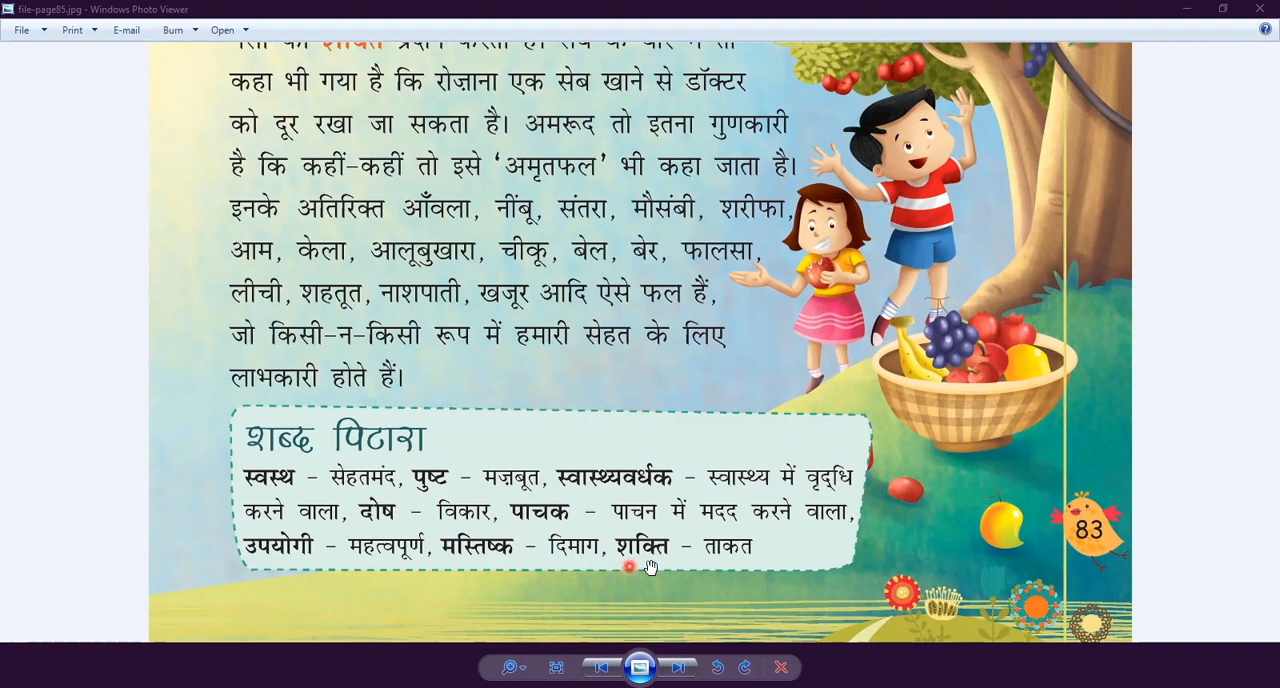 file-page85.jpg - Windows Photo Viewer
File Print E-mail Burn Open
शक्ति प्रदान करता है।
कहा भी गया है कि रोज़ाना एक सेब खाने से डॉक्टर
को दूर रखा जा सकता है। अमरूद तो इतना गुणकारी
है कि कहीं-कहीं तो इसे ‘अमृतफल’ भी कहा जाता है।
इनके अतिरिक्त आँवला, नींबू, संतरा, मौसंबी, शरीफा,
आम, केला, आलूबुखारा, चीकू, बेल, बेर, फालसा,
लीची, शहतूत, नाशपाती, खजूर आदि ऐसे फल हैं,
जो किसी-न-किसी रूप में हमारी सेहत के लिए
लाभकारी होते हैं।
शब्द पिटारा
स्वस्थ - सेहतमंद, पुष्ट - मज़बूत, स्वास्थ्यवर्धक - स्वास्थ्य में वृद्धि
करने वाला, दोष - विकार, पाचक - पाचन में मदद करने वाला,
उपयोगी - महत्वपूर्ण, मस्तिष्क - दिमाग, शक्ति - ताकत
83